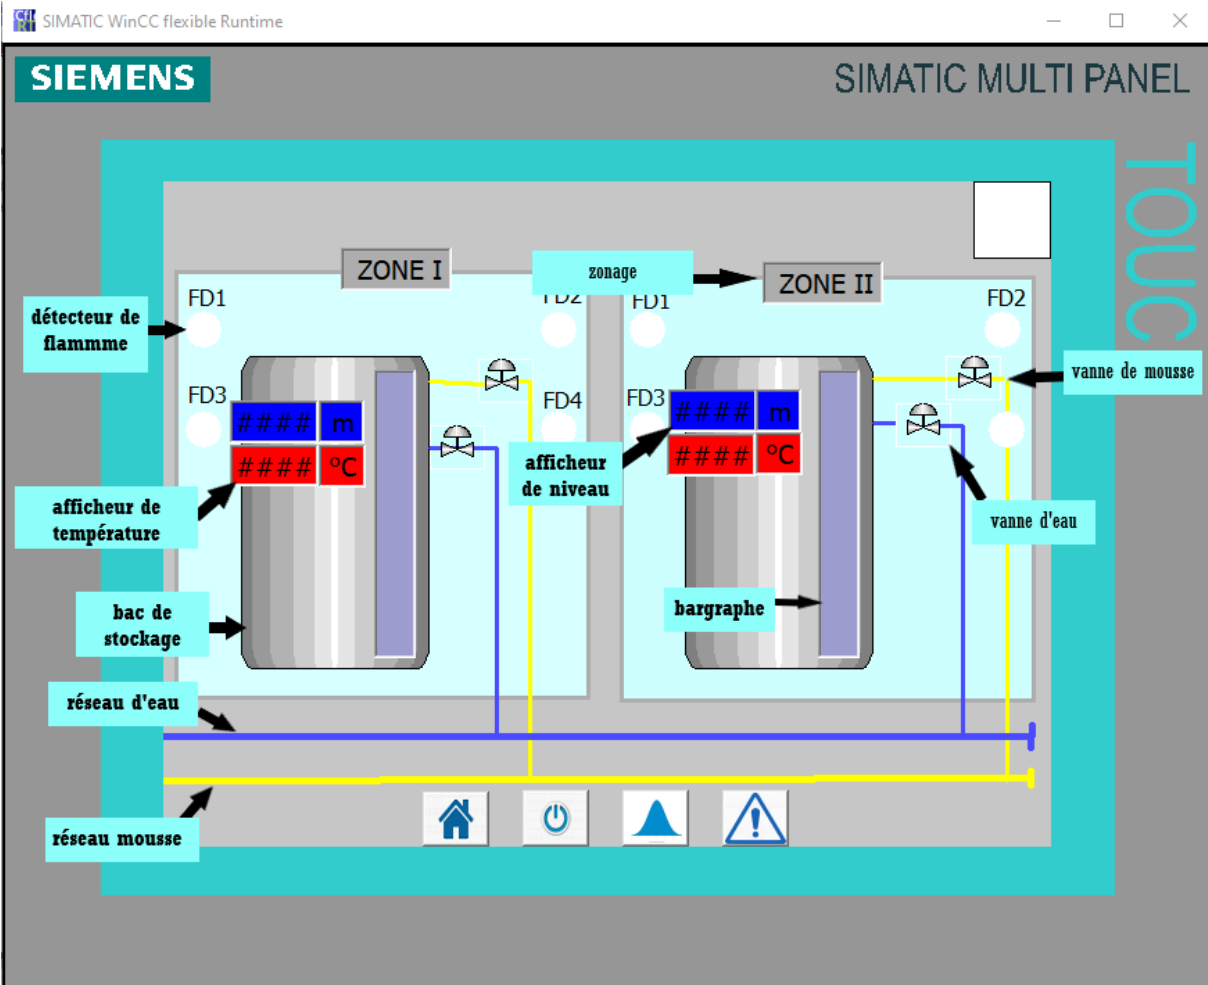 SIMATIC WinCC flexible Runtime
SIEMENS
SIMATIC MULTI PANEL
TOUC
ZONE I
zonage
ZONE II
FD1
FD2
FD1
FD2
détecteur de
flammme
vanne de mousse
FD3
FD4
FD3
#### m
#### °C
#### m
#### °C
afficheur
de niveau
afficheur de
température
vanne d'eau
bargraphe
bac de
stockage
réseau d'eau
réseau mousse